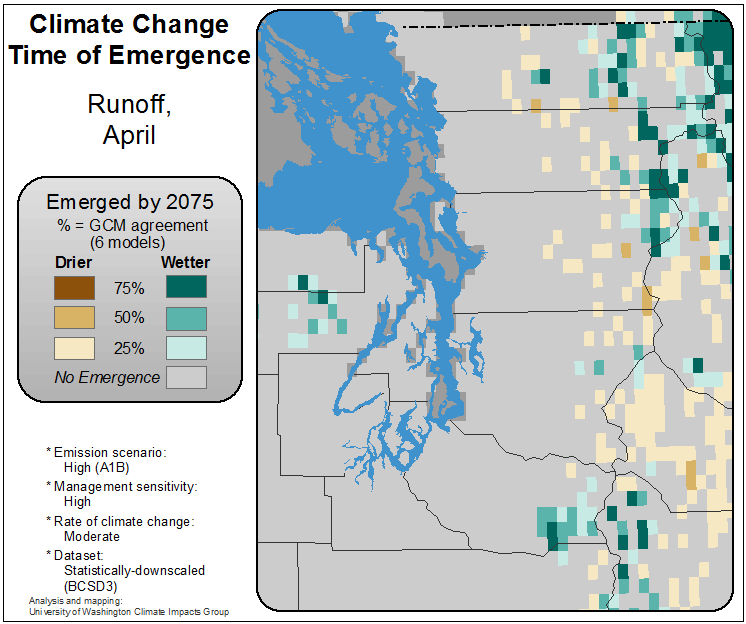 Climate Change
Time of Emergence
Runoff,
April
Emerged by 2075
% = GCM agreement
(6 models)
Drier Wetter
75%
50%
25%
No Emergence
* Emission scenario:
High (A1B)
* Management sensitivity:
High
* Rate of climate change:
Moderate
* Dataset:
Statistically-downscaled
(BCSD3)
Analysis and mapping:
University of Washington Climate Impacts Group